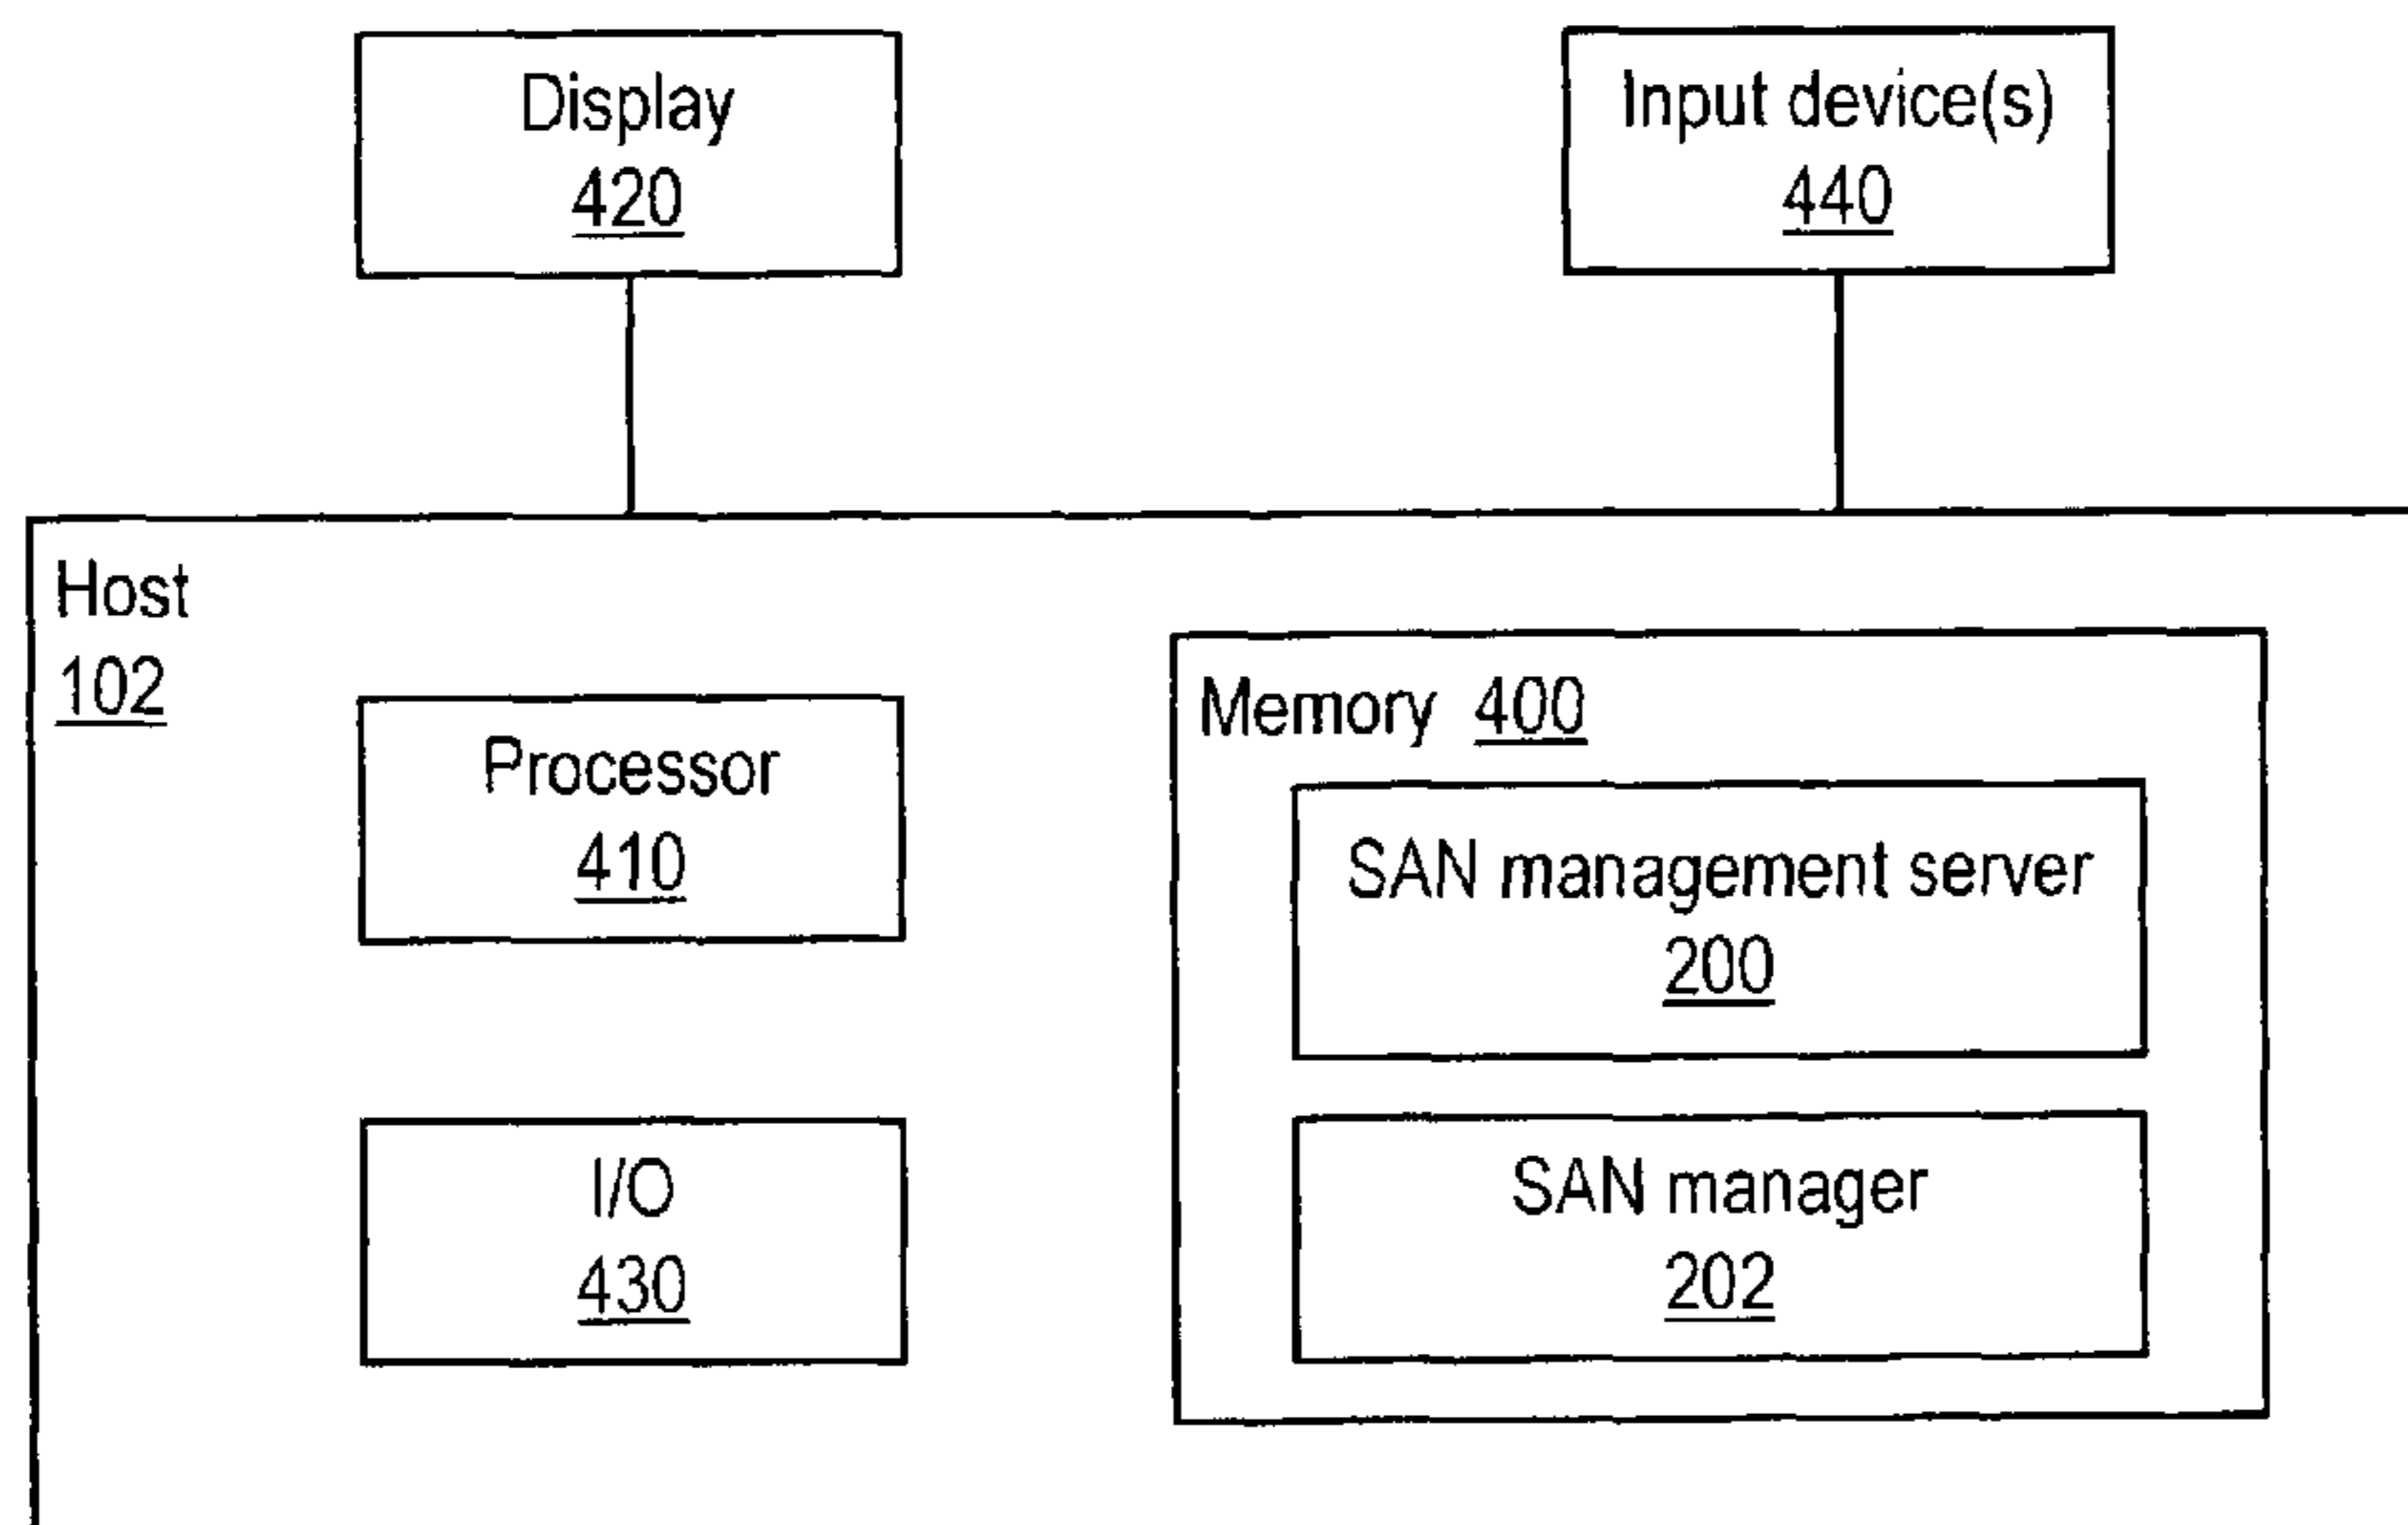 Display
420
Input device(s)
440
Host
102
Processor
410
I/O
430
Memory 400
SAN management server
200
SAN manager
202